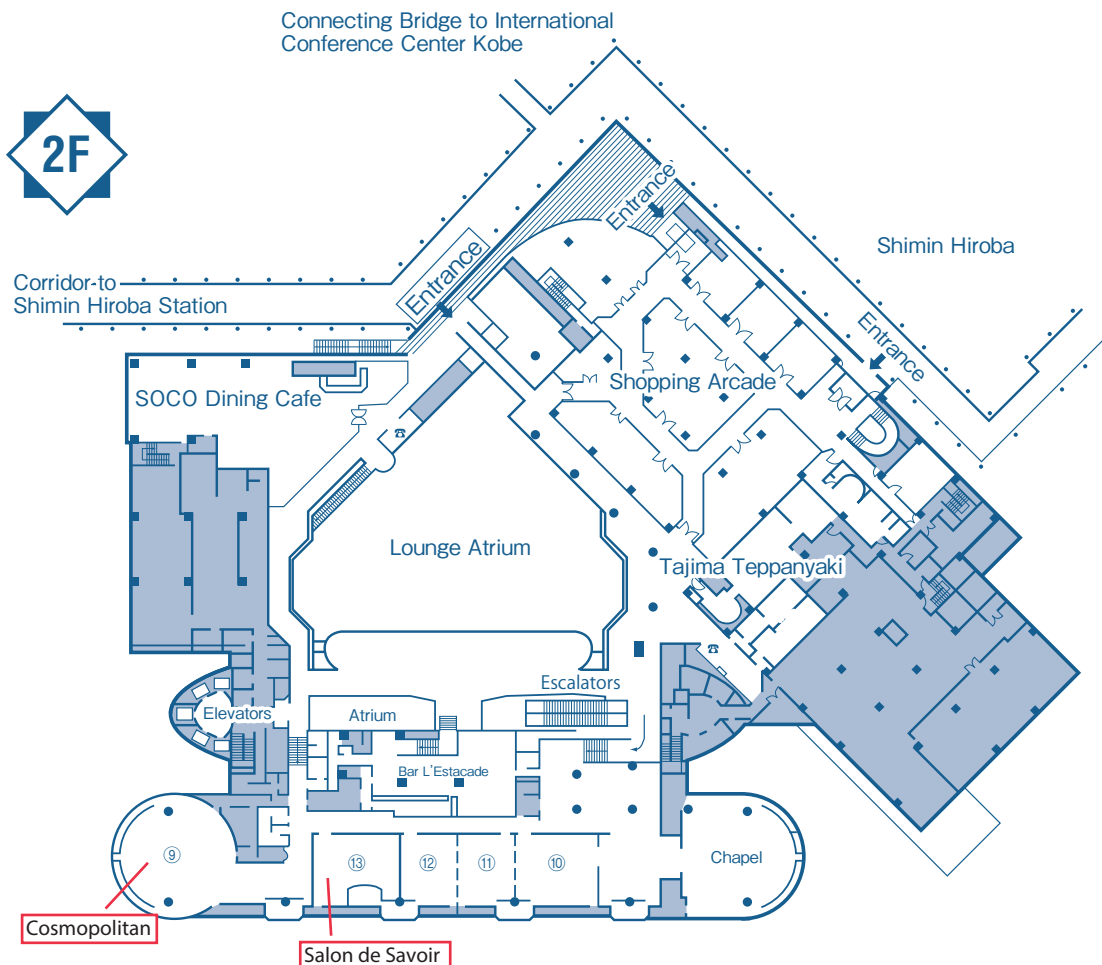 Connecting Bridge to International
Conference Center Kobe
2F
Entrance
Shimin Hiroba
Corridor-to
Shimin Hiroba Station
Entrance
Entrance
SOCO Dining Cafe
Shopping Arcade
Lounge Atrium
Tajima Teppanyaki
Escalators
Elevators
Atrium
Bar L'Estacade
⑨
⑬
⑫
⑪
⑩
Chapel
Cosmopolitan
Salon de Savoir